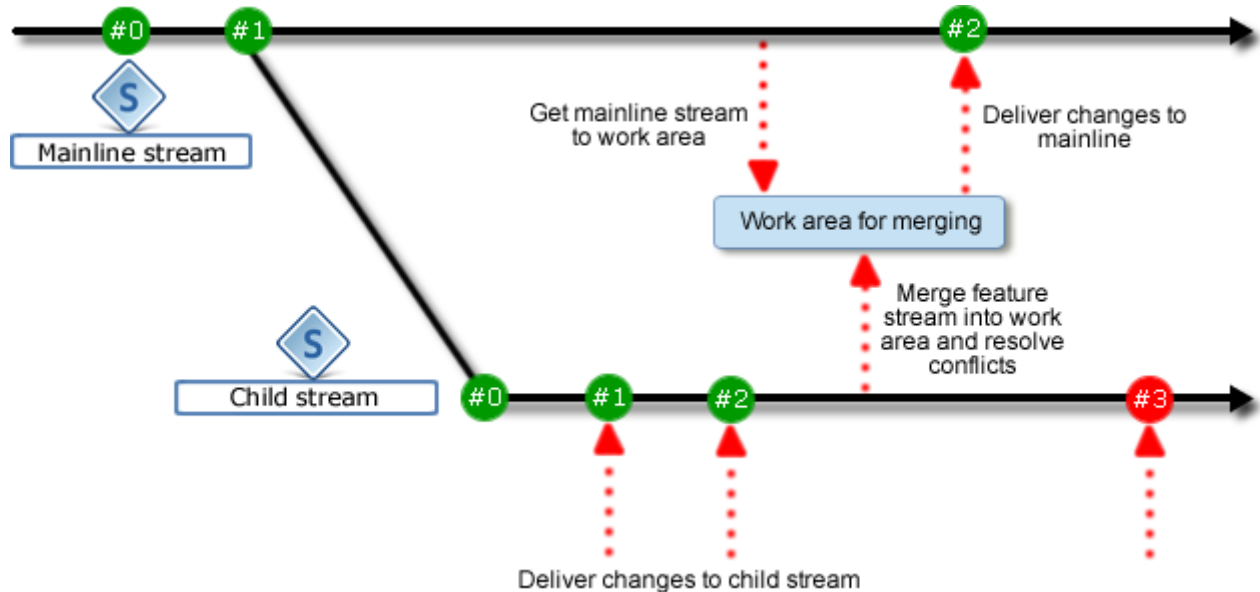 #0
#1
#2
S
Mainline stream
Get mainline stream
to work area
Deliver changes to
mainline
Work area for merging
Merge feature
stream into work
area and resolve
conflicts
S
Child stream
#0
#1
#2
#3
Deliver changes to child stream